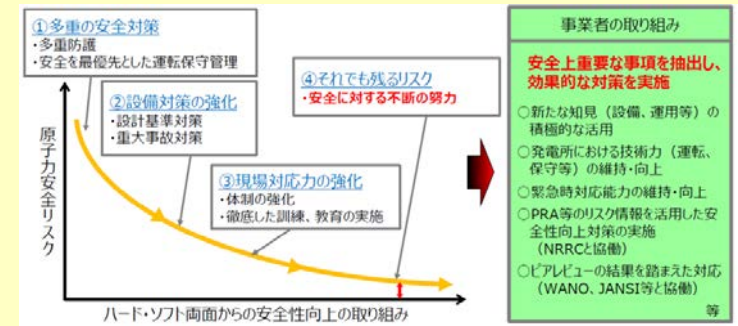 ①多重の安全対策
・多重防護
・安全を最優先とした運転保守管理
②設備対策の強化
・設計基準対策
・重大事故対策
③現場対応力の強化
・体制の強化
・徹底した訓練、教育の実施
④それでも残るリスク
・安全に対する不断の努力
原子力安全リスク
ハード・ソフト両面からの安全性向上の取り組み
事業者の取り組み
安全上重要な事項を抽出し、
効果的な対策を実施
○新たな知見（設備、運用等）の
積極的な活用
○発電所における技術力（運転、
保守等）の維持・向上
○緊急時対応能力の維持・向上
○PRA等のリスク情報を活用した安
全性向上対策の実施
（NRRCと協働）
○ピアレビューの結果を踏まえた対応
（WANO、JANSI等と協働）
等